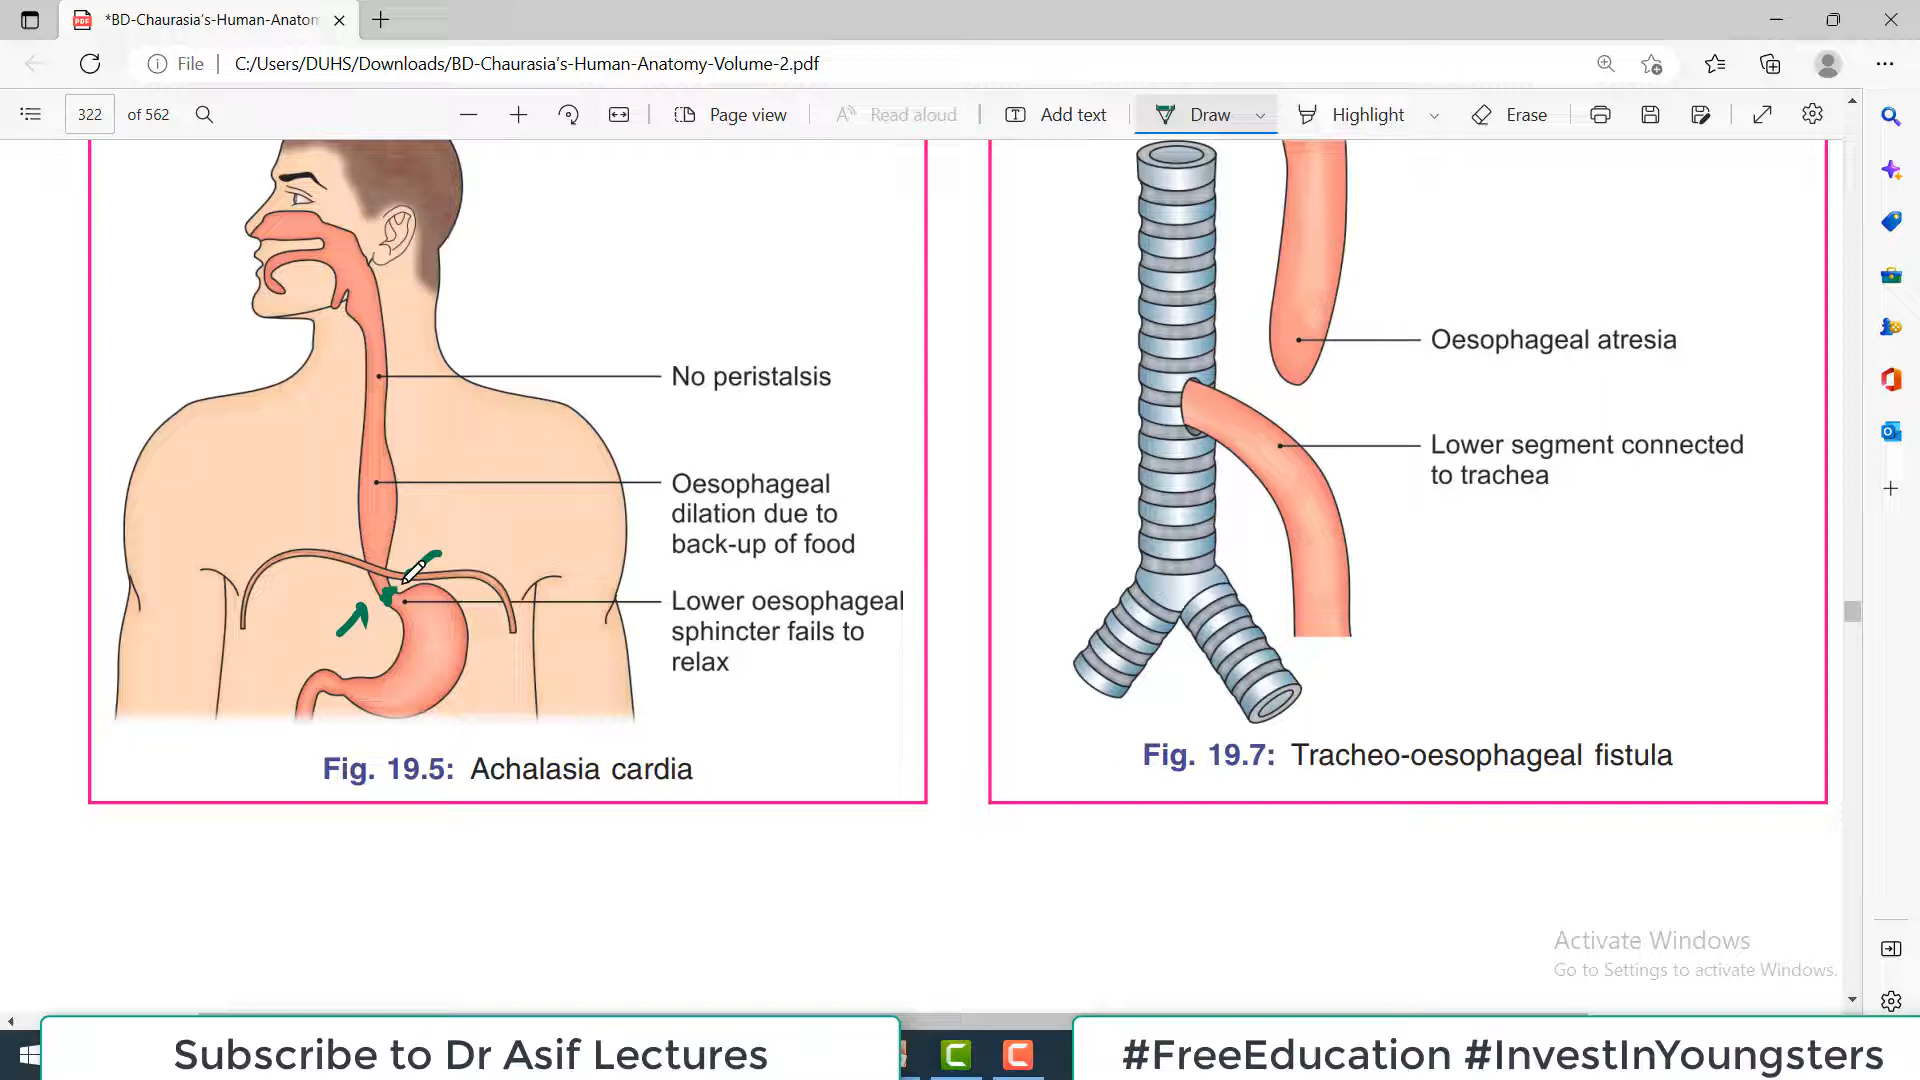 *BD-Chaurasia's-Human-Anaton
File
C:/Users/DUHS/Downloads/BD-Chaurasia's-Human-Anatomy-Volume-2.pdf
322 of 562
Page view
Read aloud
Add text
Draw
Highlight
Erase
No peristalsis
Oesophageal
dilation due to
back-up of food
Lower oesophageal
sphincter fails to
relax
Fig. 19.5: Achalasia cardia
Oesophageal atresia
Lower segment connected
to trachea
Fig. 19.7: Tracheo-oesophageal fistula
Activate Windows
Go to Settings to activate Windows.
Subscribe to Dr Asif Lectures
#FreeEducation #InvestInYoungsters